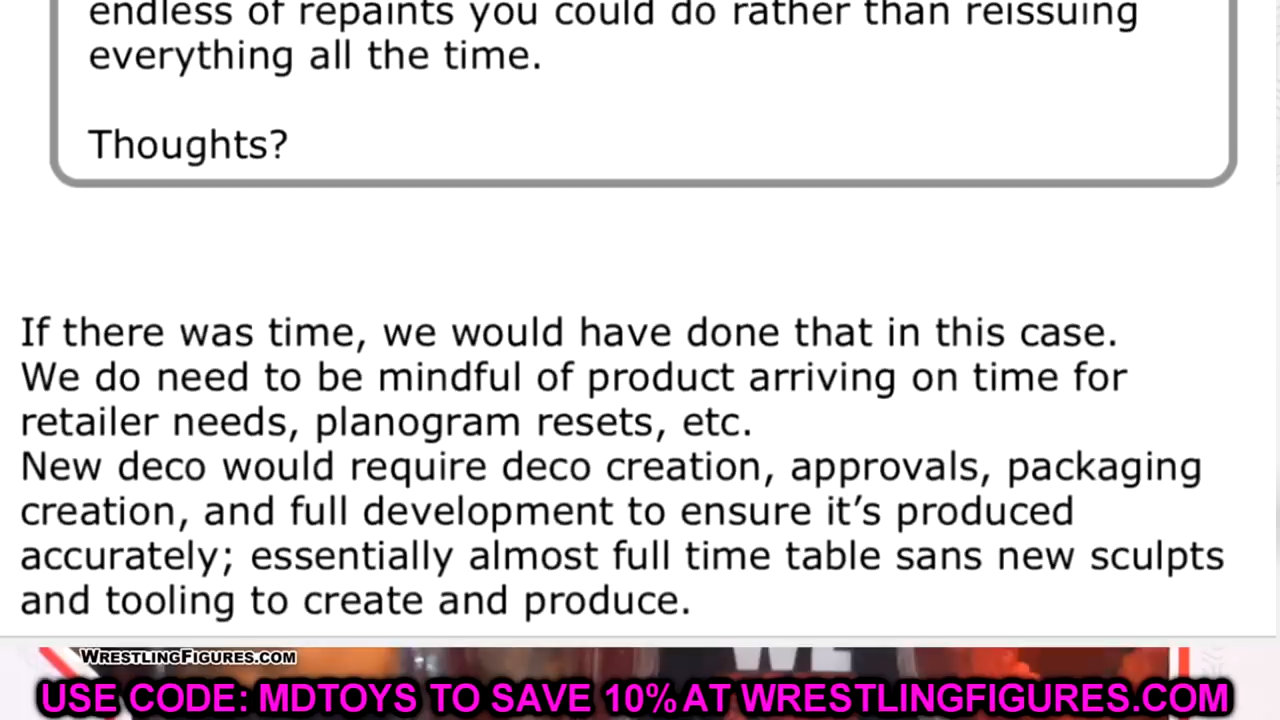 endless of repaints you could do rather than reissuing
everything all the time.
Thoughts?
If there was time, we would have done that in this case.
We do need to be mindful of product arriving on time for
retailer needs, planogram resets, etc.
New deco would require deco creation, approvals, packaging
creation, and full development to ensure it’s produced
accurately; essentially almost full time table sans new sculpts
and tooling to create and produce.
WRESTLINGFIGURES.COM
WE
USE CODE: MDTOYS TO SAVE 10% AT WRESTLINGFIGURES.COM